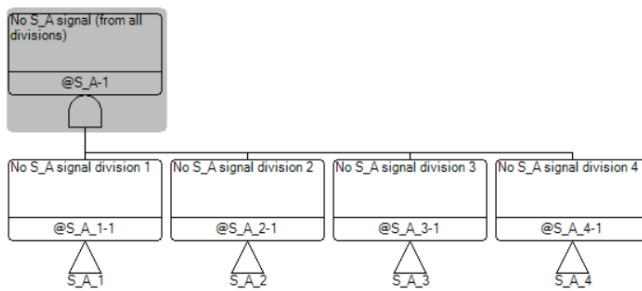 No S_A signal (from all
divisions)
@S_A-1
No S_A signal division 1
No S_A signal division 2
No S_A signal division 3
No S_A signal division 4
@S_A_1-1
@S_A_2-1
@S_A_3-1
@S_A_4-1
S_A_1
S_A_2
S_A_3
S_A_4